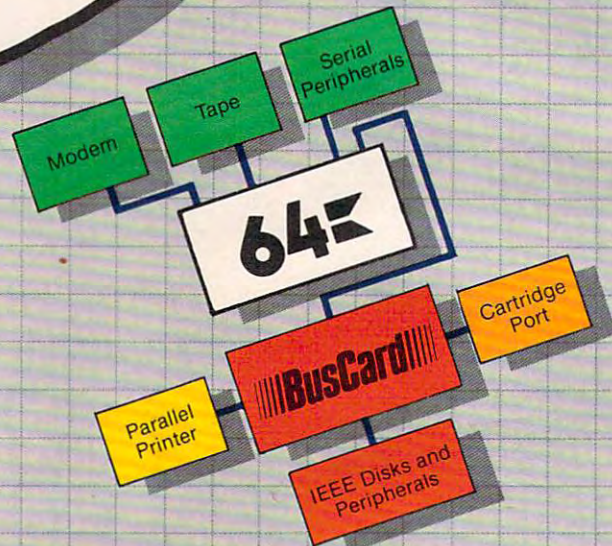 Serial
Peripherals
Tape
Modem
64
Cartridge
Port
BusCard
Parallel
Printer
IEEE Disks and
Peripherals